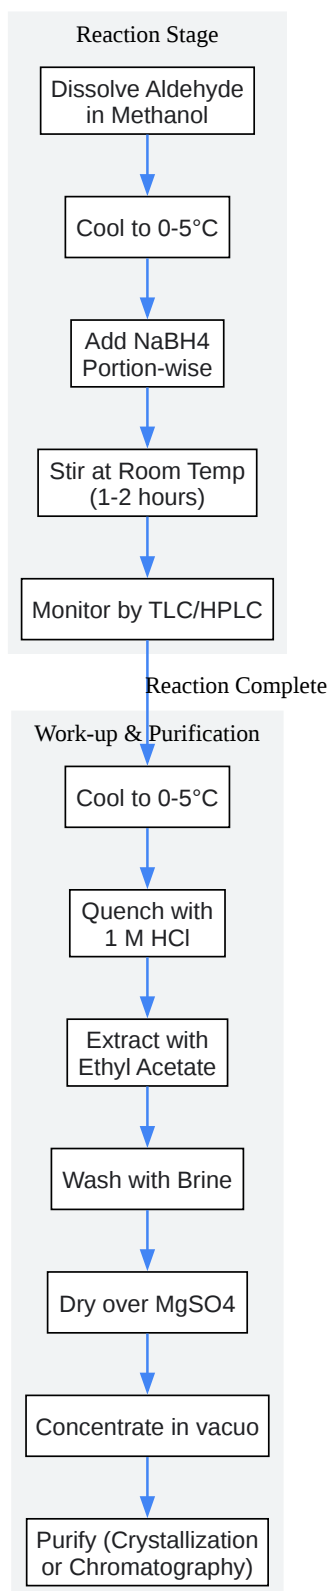 Reaction Stage
Dissolve Aldehyde
in Methanol
Cool to 0-5°C
Add NaBH4
Portion-wise
Stir at Room Temp
(1-2 hours)
Monitor by TLC/HPLC
Reaction Complete
Work-up & Purification
Cool to 0-5°C
Quench with
1 M HCl
Extract with
Ethyl Acetate
Wash with Brine
Dry over MgSO4
Concentrate in vacuo
Purify (Crystallization
or Chromatography)